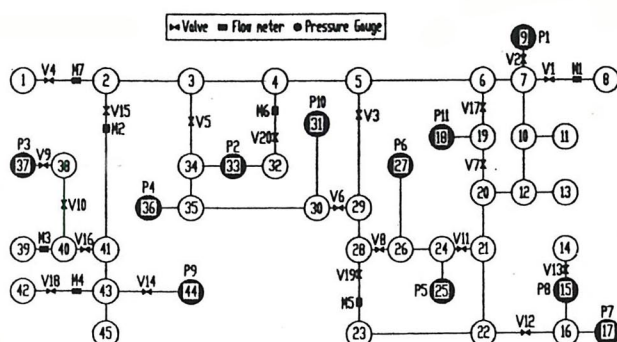 Valve Flow meter Pressure Gauge
9 P1
V4 M7 V2 V1 M1
1 2 3 4 5 6 7 8
V15 M6 P10 V17
M2 V5 31 V3 P6 P11 18 19 10 11
P3 V9 P2 V20
37 38 34 33 32 27 V7
P4 20 12 13
V10 36 35 30 V6 29
M3 V16 V8 V11
39 40 41 28 26 24 21 14
V18 M4 V14 P9 V19 V13
42 43 44 P5 25 P8 15
M5 P7
45 23 22 V12 16 17